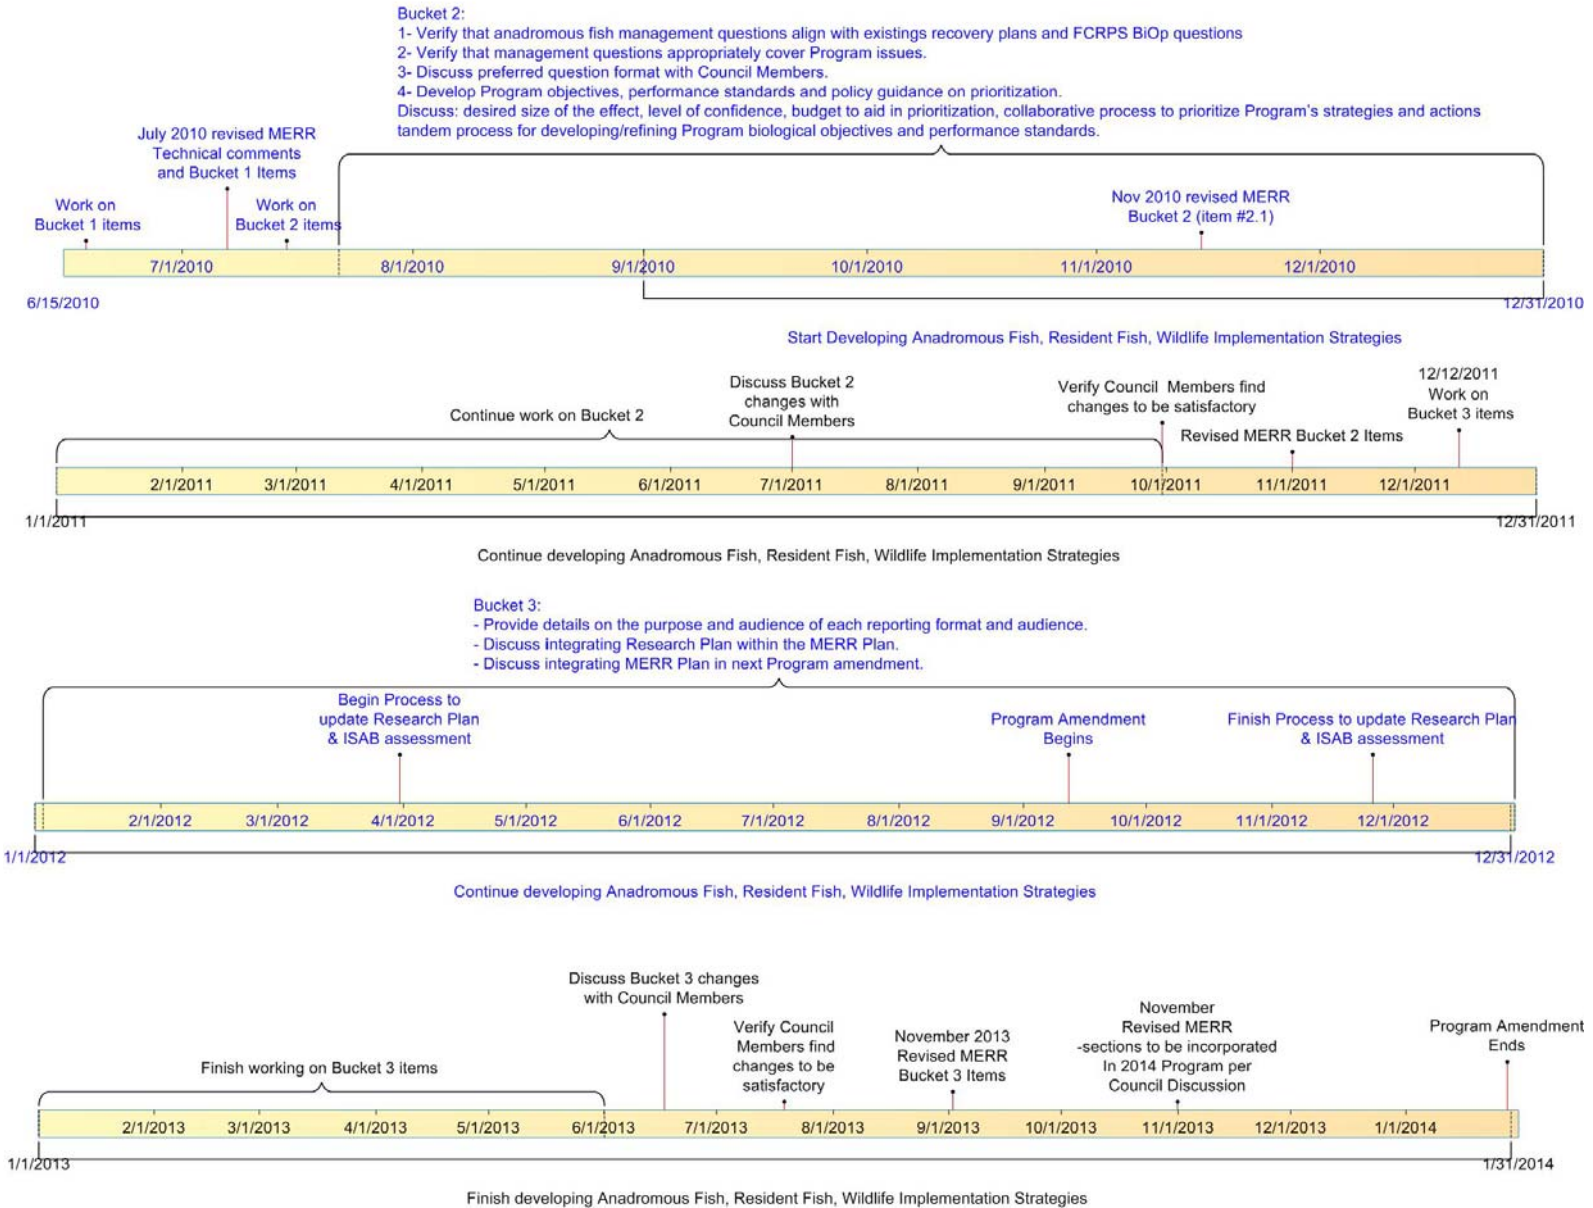 Bucket 2:
1- Verify that anadromous fish management questions align with existings recovery plans and FCRPS BiOp questions
2- Verify that management questions appropriately cover Program issues.
3- Discuss preferred question format with Council Members.
4- Develop Program objectives, performance standards and policy guidance on prioritization.
Discuss: desired size of the effect, level of confidence, budget to aid in prioritization, collaborative process to prioritize Program's strategies and actions
tandem process for developing/refining Program biological objectives and performance standards.
July 2010 revised MERR
Technical comments
and Bucket 1 Items
Work on
Bucket 1 items
Work on
Bucket 2 items
Nov 2010 revised MERR
Bucket 2 (item #2.1)
7/1/2010 8/1/2010 9/1/2010 10/1/2010 11/1/2010 12/1/2010
6/15/2010 12/31/2010
Start Developing Anadromous Fish, Resident Fish, Wildlife Implementation Strategies
Continue work on Bucket 2
Discuss Bucket 2
changes with
Council Members
Verify Council Members find
changes to be satisfactory
Revised MERR Bucket 2 Items
12/12/2011
Work on
Bucket 3 items
2/1/2011 3/1/2011 4/1/2011 5/1/2011 6/1/2011 7/1/2011 8/1/2011 9/1/2011 10/1/2011 11/1/2011 12/1/2011
1/1/2011 12/31/2011
Continue developing Anadromous Fish, Resident Fish, Wildlife Implementation Strategies
Bucket 3:
- Provide details on the purpose and audience of each reporting format and audience.
- Discuss integrating Research Plan within the MERR Plan.
- Discuss integrating MERR Plan in next Program amendment.
Begin Process to
update Research Plan
& ISAB assessment
Program Amendment
Begins
Finish Process to update Research Plan
& ISAB assessment
2/1/2012 3/1/2012 4/1/2012 5/1/2012 6/1/2012 7/1/2012 8/1/2012 9/1/2012 10/1/2012 11/1/2012 12/1/2012
1/1/2012 12/31/2012
Continue developing Anadromous Fish, Resident Fish, Wildlife Implementation Strategies
Finish working on Bucket 3 items
Discuss Bucket 3 changes
with Council Members
Verify Council
Members find
changes to be
satisfactory
November 2013
Revised MERR
Bucket 3 Items
November
Revised MERR
-sections to be incorporated
In 2014 Program per
Council Discussion
Program Amendment
Ends
2/1/2013 3/1/2013 4/1/2013 5/1/2013 6/1/2013 7/1/2013 8/1/2013 9/1/2013 10/1/2013 11/1/2013 12/1/2013 1/1/2014
1/1/2013 1/31/2014
Finish developing Anadromous Fish, Resident Fish, Wildlife Implementation Strategies